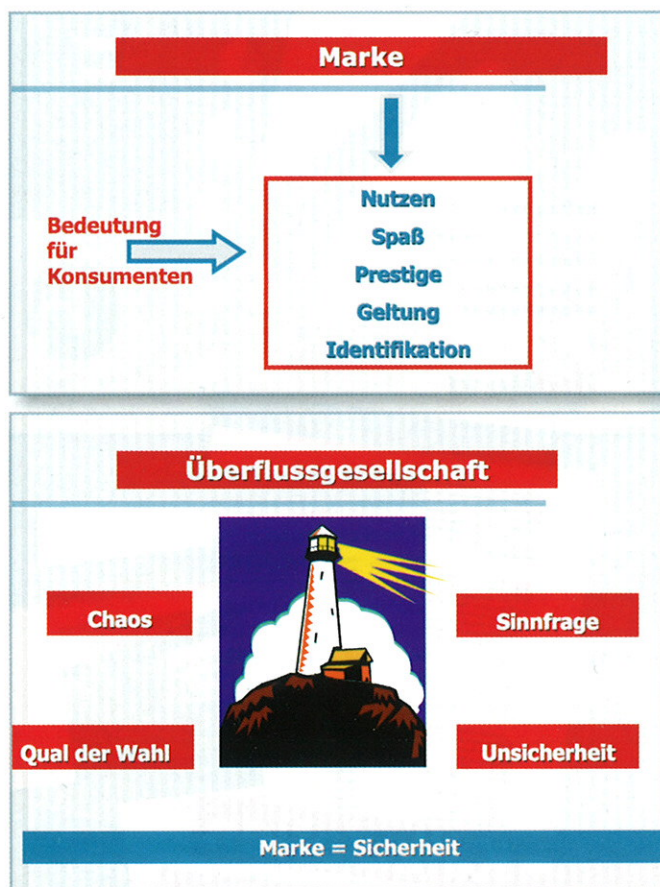 Marke
Bedeutung
für
Konsumenten
Nutzen
Spaß
Prestige
Geltung
Identifikation
Überflussgesellschaft
Chaos
Sinnfrage
Qual der Wahl
Unsicherheit
Marke = Sicherheit